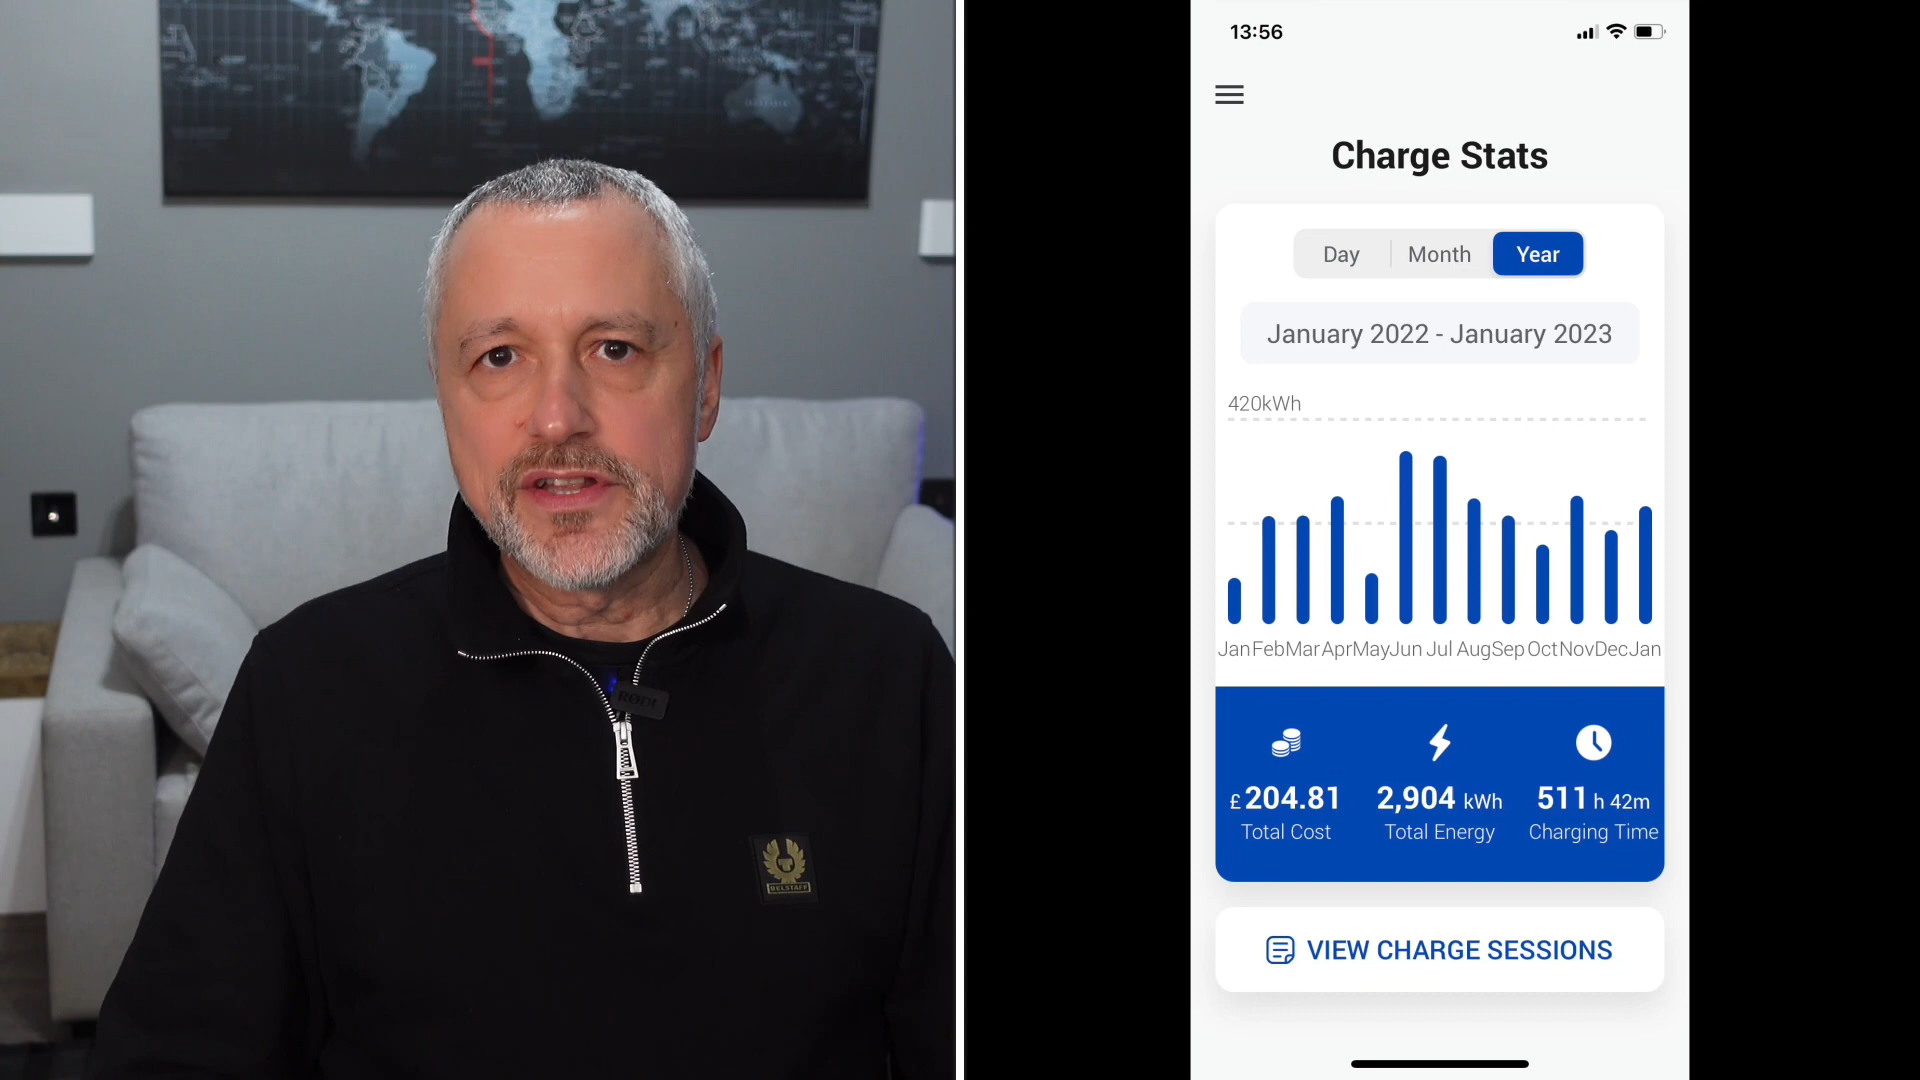 RØDE
BELSTAFF
13:56
Charge Stats
Day Month Year
January 2022 - January 2023
420kWh
Jan Feb Mar Apr May Jun Jul Aug Sep Oct Nov Dec Jan
£204.81 2,904 kWh 511 h 42m
Total Cost Total Energy Charging Time
VIEW CHARGE SESSIONS